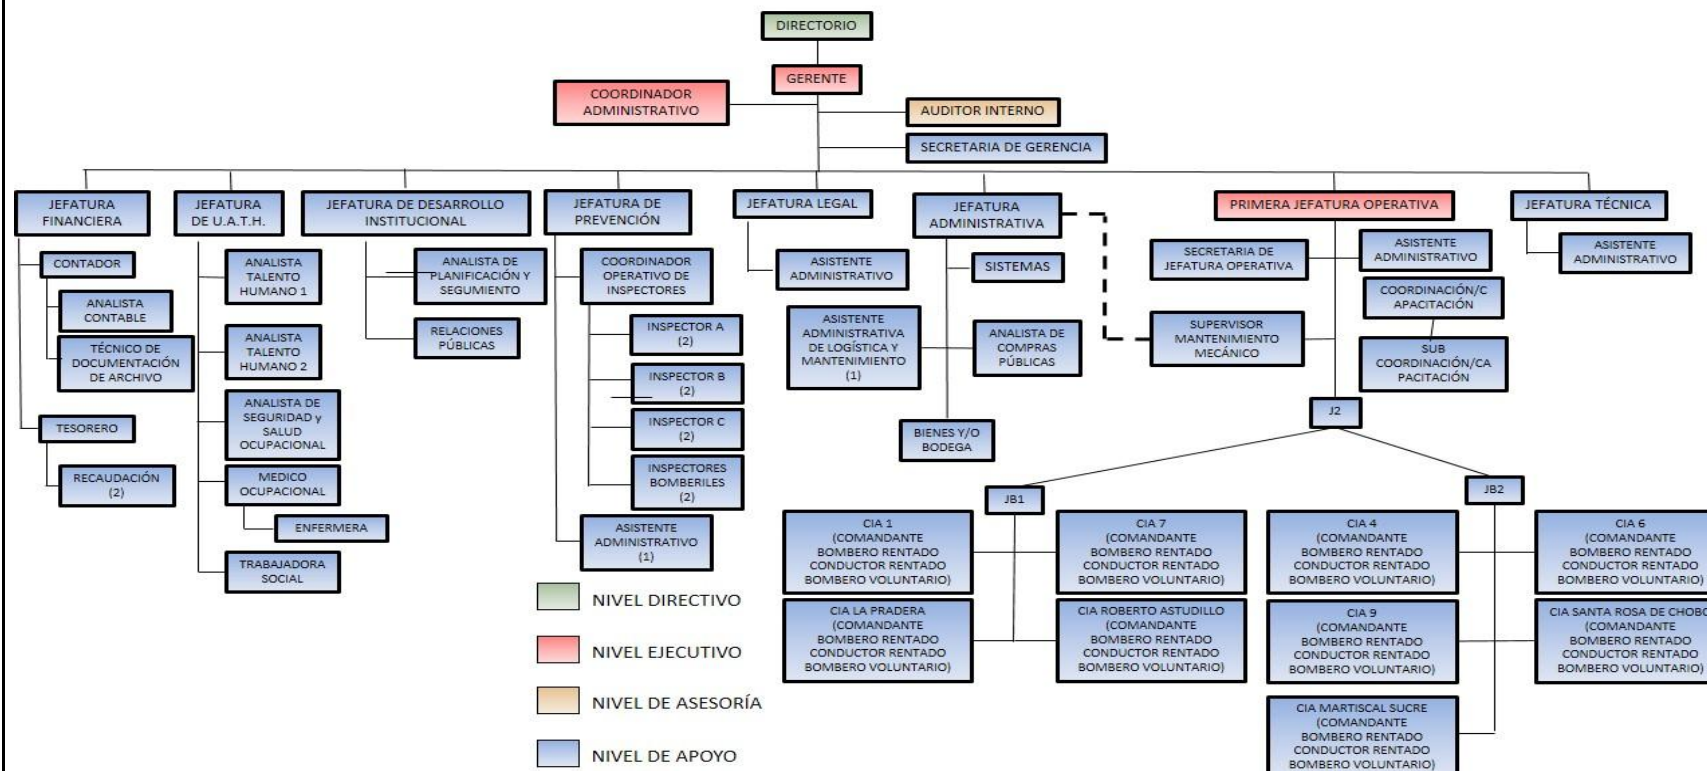 DIRECTORIO
GERENTE
COORDINADOR
ADMINISTRATIVO
AUDITOR INTERNO
SECRETARIA DE GERENCIA
JEFATURA
FINANCIERA
CONTADOR
ANALISTA
CONTABLE
TÉCNICO DE
DOCUMENTACIÓN
DE ARCHIVO
TESORERO
RECAUDACIÓN
(2)
JEFATURA
DE U.A.T.H.
ANALISTA
TALENTO
HUMANO 1
ANALISTA
TALENTO
HUMANO 2
ANALISTA DE
SEGURIDAD y
SALUD
OCUPACIONAL
MEDICO
OCUPACIONAL
ENFERMERA
TRABAJADORA
SOCIAL
JEFATURA DE DESARROLLO
INSTITUCIONAL
ANALISTA DE
PLANIFICACIÓN Y
SEGUMIENTO
RELACIONES
PÚBLICAS
JEFATURA DE
PREVENCIÓN
COORDINADOR
OPERATIVO DE
INSPECTORES
INSPECTOR A
(2)
INSPECTOR B
(2)
INSPECTOR C
(2)
INSPECTORES
BOMBERILES
(2)
ASISTENTE
ADMINISTRATIVO
(1)
JEFATURA LEGAL
ASISTENTE
ADMINISTRATIVO
JEFATURA
ADMINISTRATIVA
SISTEMAS
ASISTENTE
ADMINISTRATIVA
DE LOGÍSTICA Y
MANTENIMIENTO
(1)
ANALISTA DE
COMPRAS
PÚBLICAS
BIENES Y/O
BODEGA
PRIMERA JEFATURA OPERATIVA
SECRETARIA DE
JEFATURA OPERATIVA
ASISTENTE
ADMINISTRATIVO
COORDINACIÓN/C
APACITACIÓN
SUPERVISOR
MANTENIMIENTO
MECÁNICO
SUB
COORDINACIÓN/CA
PACITACIÓN
J2
JEFATURA TÉCNICA
ASISTENTE
ADMINISTRATIVO
JB1
CIA 1
(COMANDANTE
BOMBERO RENTADO
CONDUCTOR RENTADO
BOMBERO VOLUNTARIO)
CIA 7
(COMANDANTE
BOMBERO RENTADO
CONDUCTOR RENTADO
BOMBERO VOLUNTARIO)
CIA LA PRADERA
(COMANDANTE
BOMBERO RENTADO
CONDUCTOR RENTADO
BOMBERO VOLUNTARIO)
CIA ROBERTO ASTUDILLO
(COMANDANTE
BOMBERO RENTADO
CONDUCTOR RENTADO
BOMBERO VOLUNTARIO)
JB2
CIA 4
(COMANDANTE
BOMBERO RENTADO
CONDUCTOR RENTADO
BOMBERO VOLUNTARIO)
CIA 6
(COMANDANTE
BOMBERO RENTADO
CONDUCTOR RENTADO
BOMBERO VOLUNTARIO)
CIA 9
(COMANDANTE
BOMBERO RENTADO
CONDUCTOR RENTADO
BOMBERO VOLUNTARIO)
CIA SANTA ROSA DE CHOBO
(COMANDANTE
BOMBERO RENTADO
CONDUCTOR RENTADO
BOMBERO VOLUNTARIO)
CIA MARTISCAL SUCRE
(COMANDANTE
BOMBERO RENTADO
CONDUCTOR RENTADO
BOMBERO VOLUNTARIO)
NIVEL DIRECTIVO
NIVEL EJECUTIVO
NIVEL DE ASESORÍA
NIVEL DE APOYO